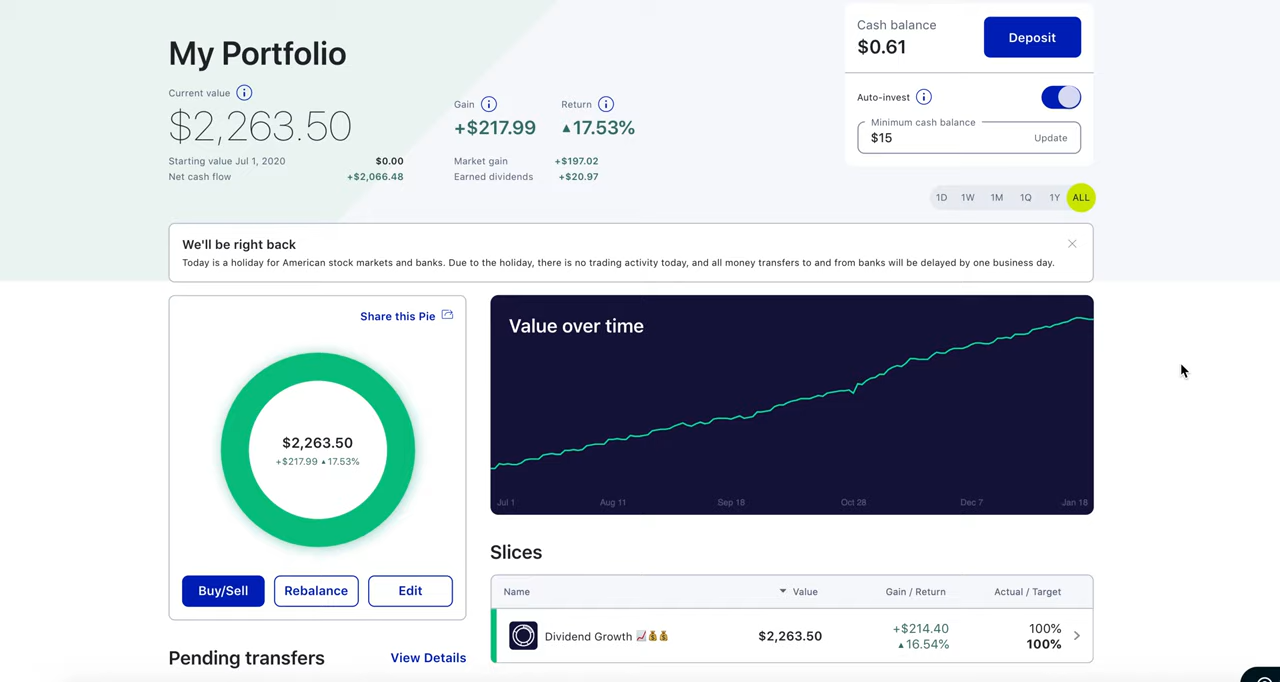 My Portfolio
Current value
$2,263.50
Starting value Jul 1, 2020 $0.00
Net cash flow +$2,066.48
Gain
+$217.99
Return
▲17.53%
Market gain +$197.02
Earned dividends +$20.97
Cash balance
$0.61
Deposit
Auto-invest
Minimum cash balance
$15
Update
1D 1W 1M 1Q 1Y ALL
We'll be right back
Today is a holiday for American stock markets and banks. Due to the holiday, there is no trading activity today, and all money transfers to and from banks will be delayed by one business day.
Share this Pie
$2,263.50
+$217.99 ▲17.53%
Buy/Sell Rebalance Edit
Pending transfers View Details
Value over time
Jul 1 Aug 11 Sep 18 Oct 28 Dec 7 Jan 18
Slices
Name ▼ Value Gain / Return Actual / Target
Dividend Growth 📈💰💰 $2,263.50
+$214.40
▲16.54%
100%
100%